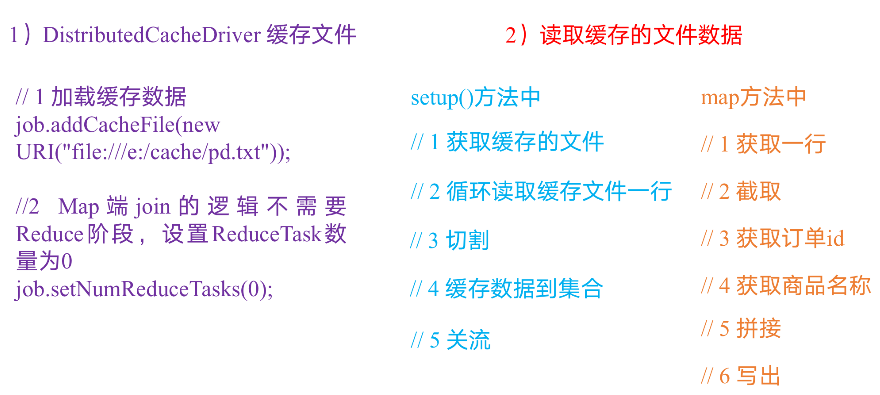 1）DistributedCacheDriver 缓存文件
// 1 加载缓存数据
job.addCacheFile(new
URI("file:///e:/cache/pd.txt"));
//2 Map 端 join 的逻辑不需要
Reduce阶段，设置ReduceTask数
量为0
job.setNumReduceTasks(0);
2）读取缓存的文件数据
setup()方法中
// 1 获取缓存的文件
// 2 循环读取缓存文件一行
// 3 切割
// 4 缓存数据到集合
// 5 关流
map方法中
// 1 获取一行
// 2 截取
// 3 获取订单id
// 4 获取商品名称
// 5 拼接
// 6 写出